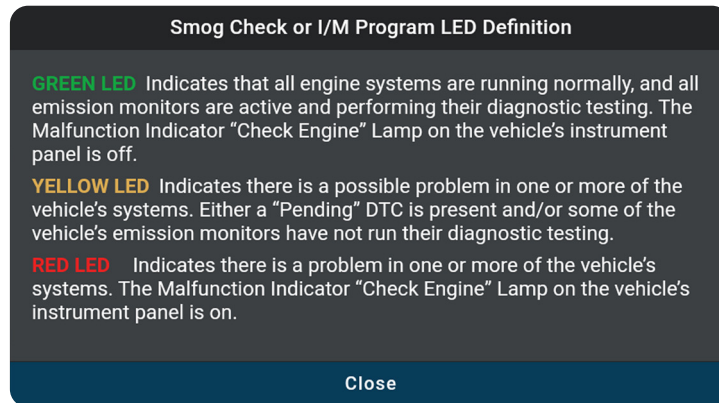 Smog Check or I/M Program LED Definition
GREEN LED Indicates that all engine systems are running normally, and all
emission monitors are active and performing their diagnostic testing. The
Malfunction Indicator “Check Engine” Lamp on the vehicle’s instrument
panel is off.
YELLOW LED Indicates there is a possible problem in one or more of the
vehicle’s systems. Either a “Pending” DTC is present and/or some of the
vehicle’s emission monitors have not run their diagnostic testing.
RED LED Indicates there is a problem in one or more of the vehicle’s
systems. The Malfunction Indicator “Check Engine” Lamp on the vehicle’s
instrument panel is on.
Close